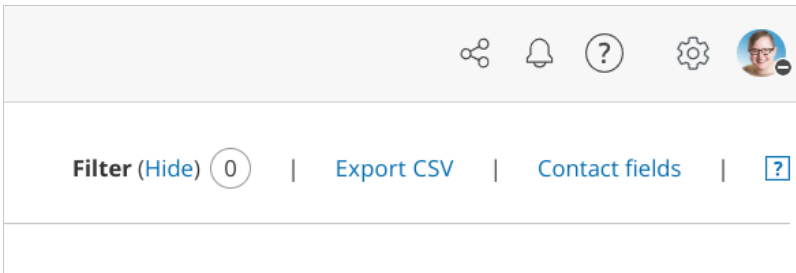 ?
Filter (Hide) 0 | Export CSV | Contact fields | ?